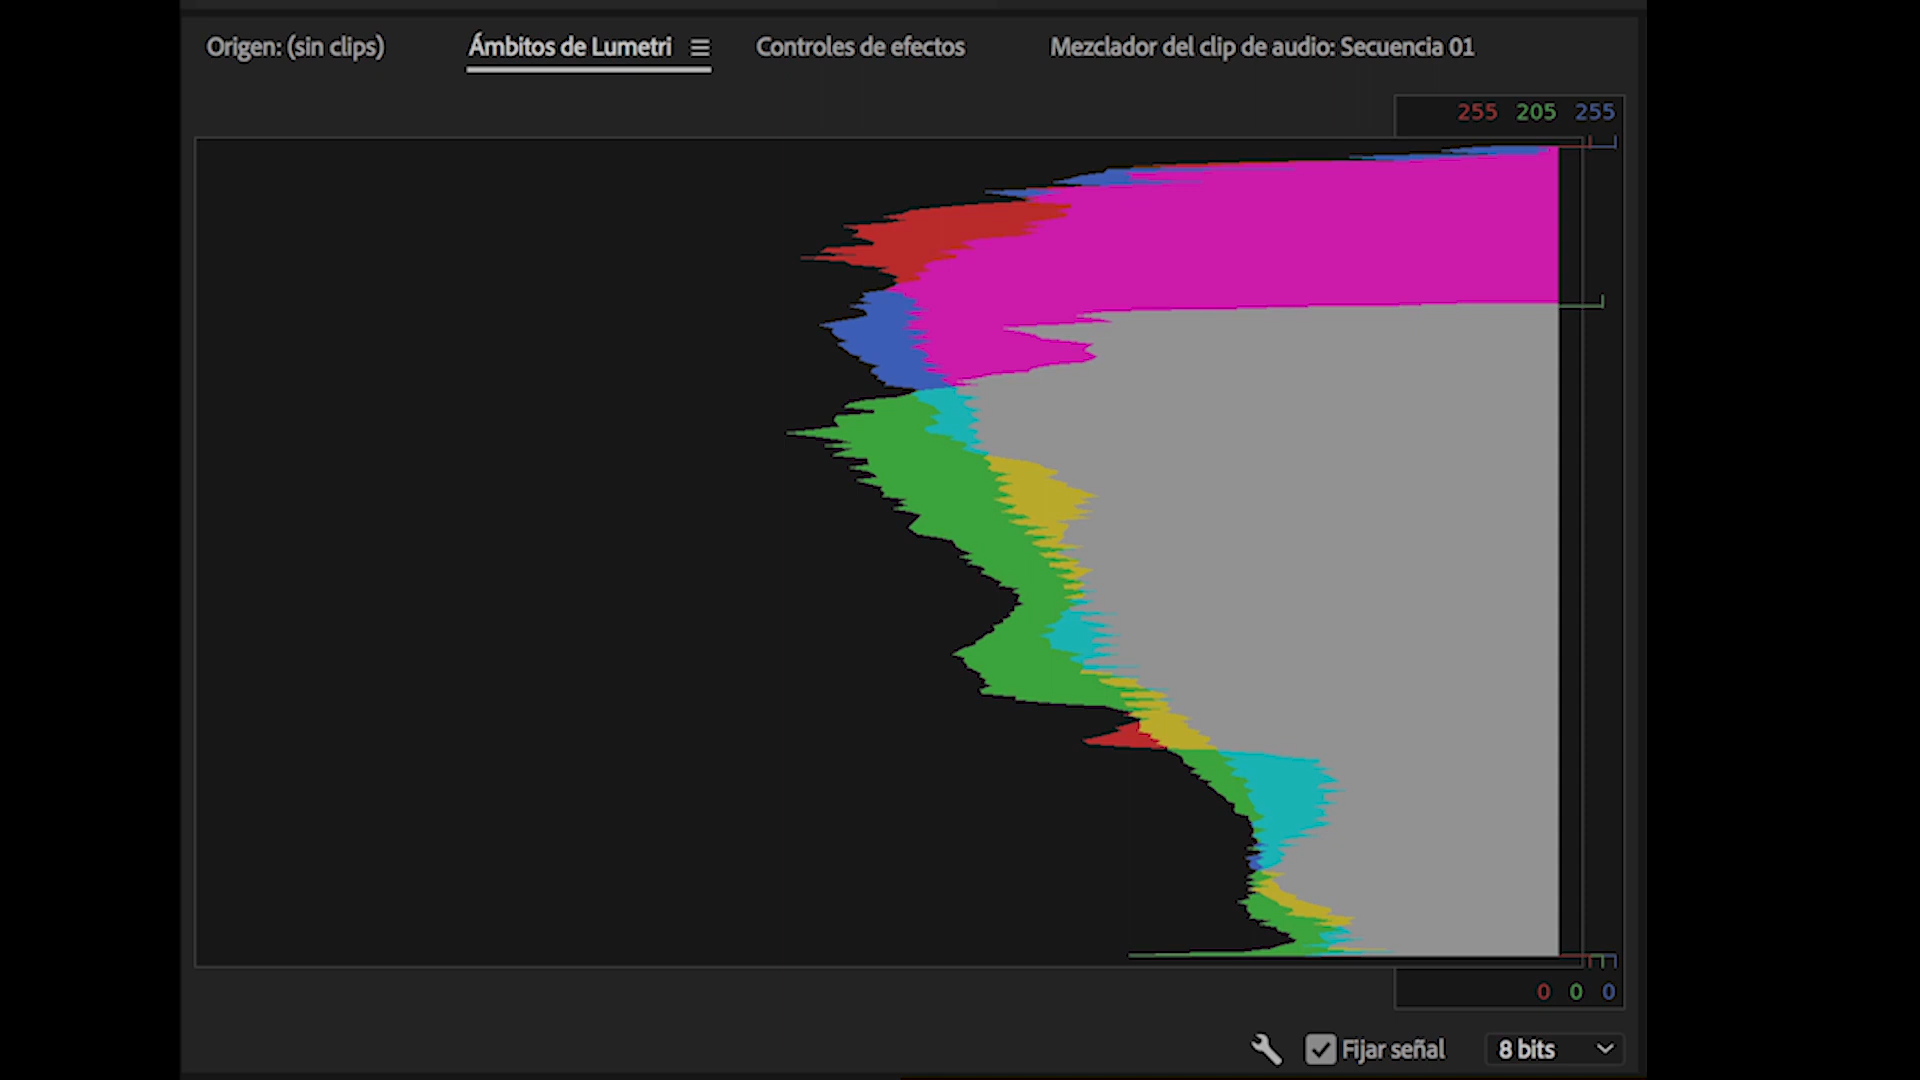 Origen: (sin clips) Ámbitos de Lumetri Controles de efectos Mezclador del clip de audio: Secuencia 01
255 205 255
0 0 0
Fijar señal 8 bits